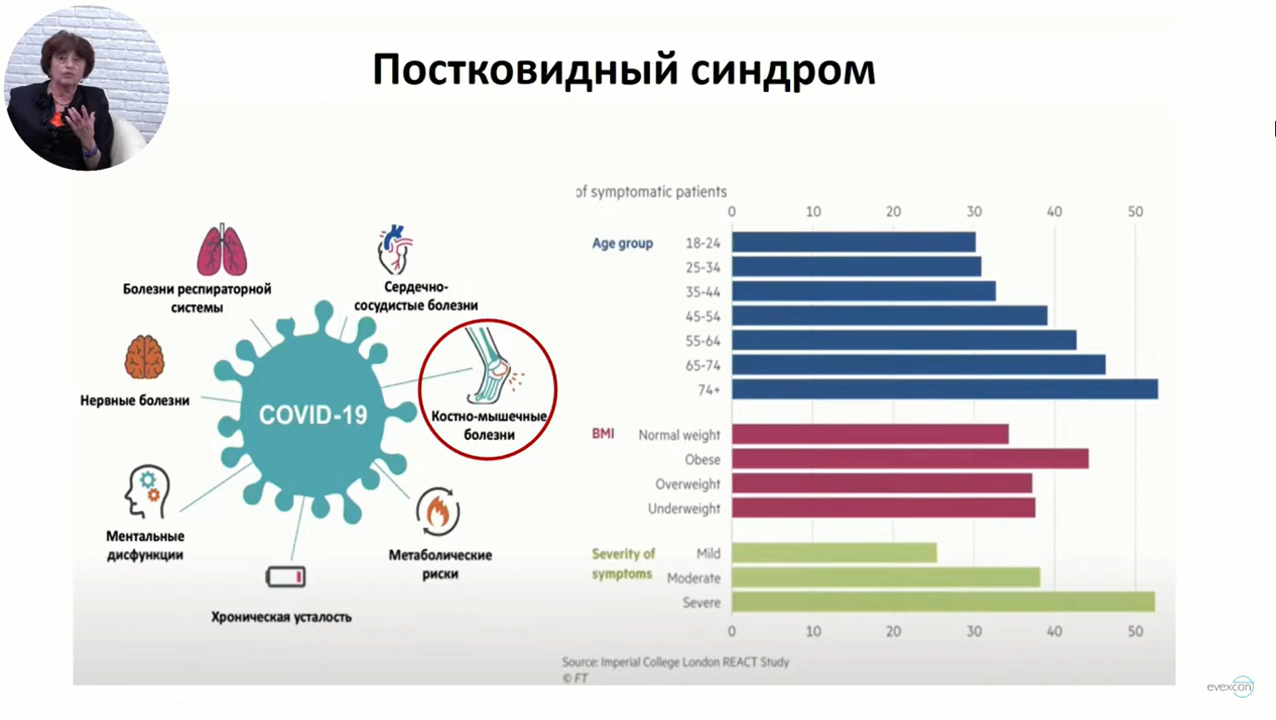 Постковидный синдром
Болезни респираторной
системы
Сердечно-
сосудистые болезни
Нервные болезни
COVID-19
Костно-мышечные
болезни
Ментальные
дисфункции
Метаболические
риски
Хроническая усталость
of symptomatic patients
0 10 20 30 40 50
Age group 18-24
25-34
35-44
45-54
55-64
65-74
74+
BMI Normal weight
Obese
Overweight
Underweight
Severity of
symptoms
Mild
Moderate
Severe
0 10 20 30 40 50
Source: Imperial College London REACT Study
© FT
evexcon